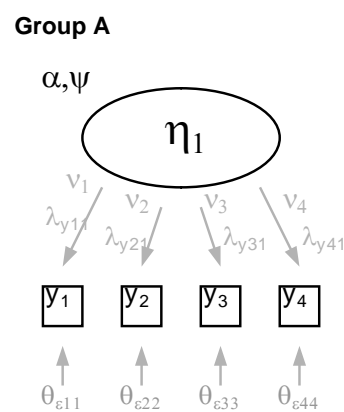 Group A
α,ψ
η1
ν1 ν2 ν3 ν4
λy11 λy21 λy31 λy41
y1 y2 y3 y4
θε11 θε22 θε33 θε44